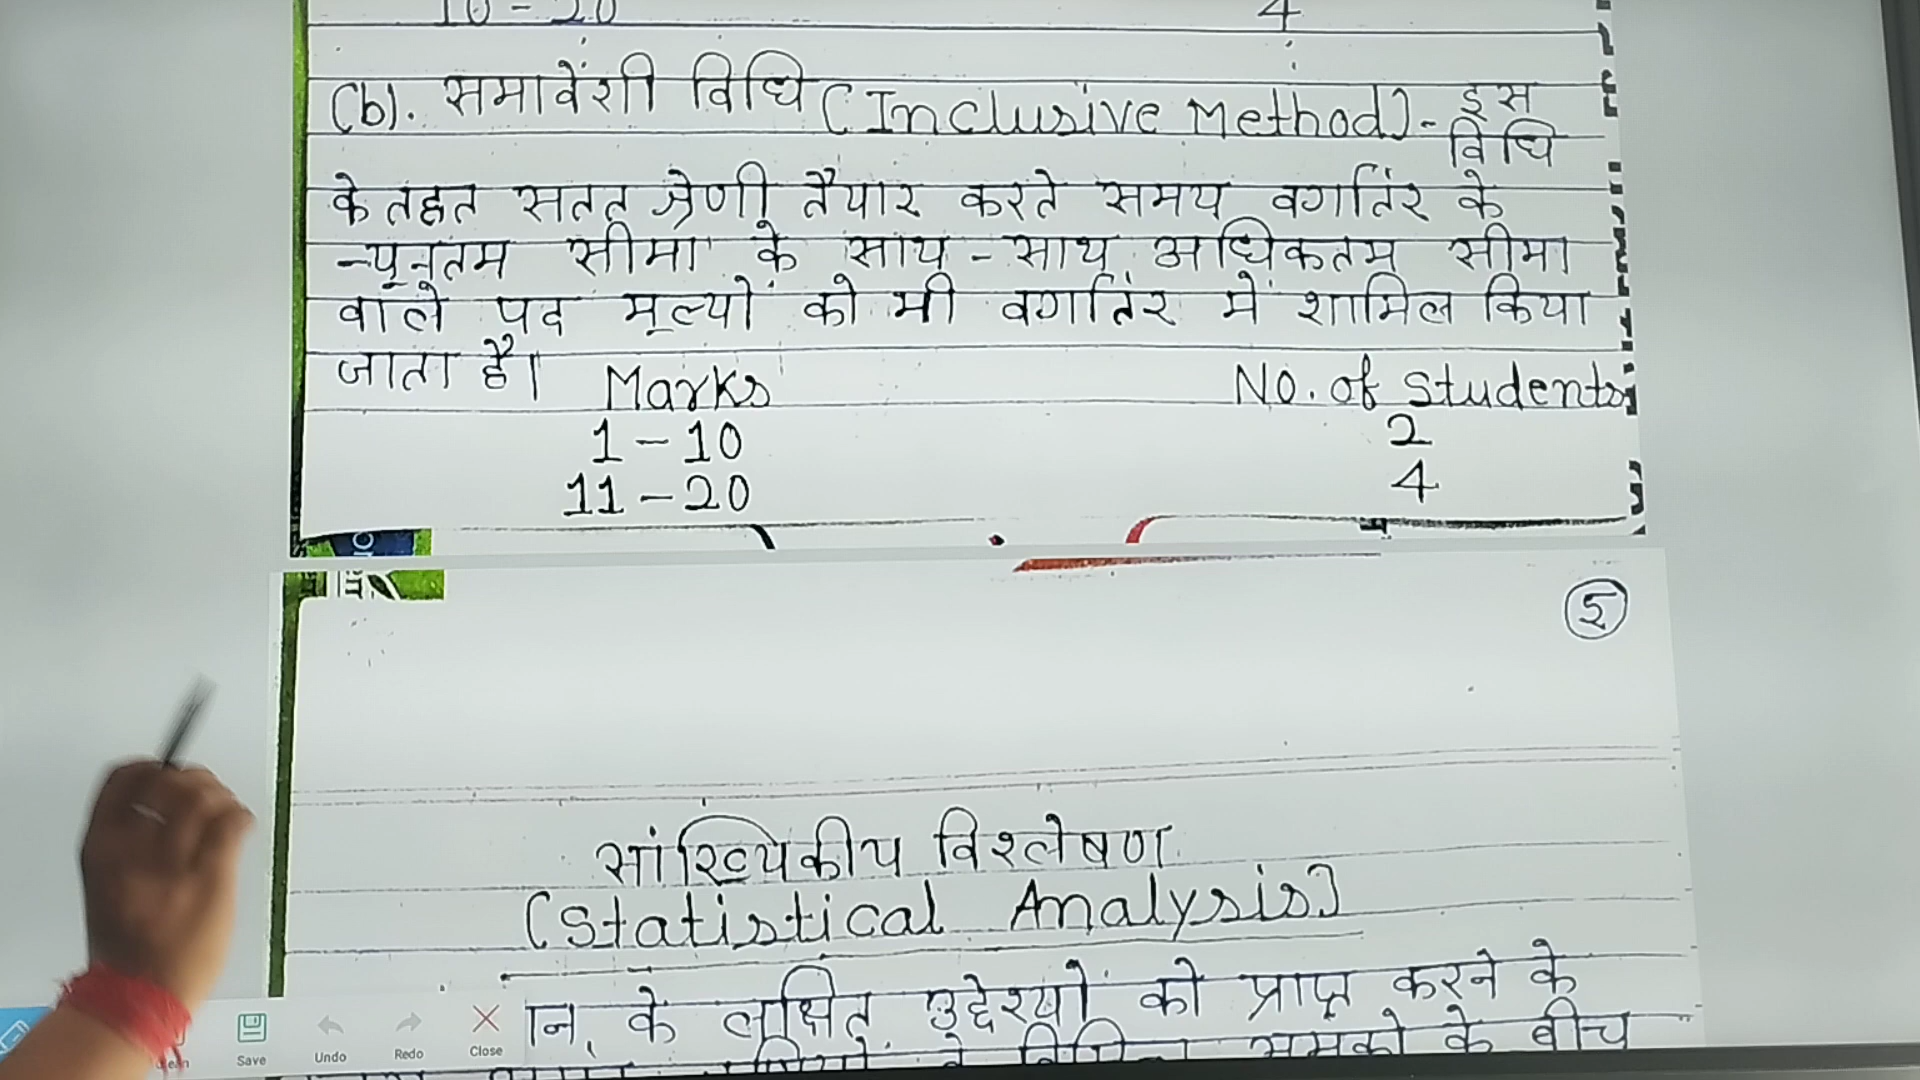 10 - 20 4
(b). समावेंशी विधि (Inclusive Method) - इस
विधि
के तहत सतत श्रेणी तैयार करते समय वर्गातंर के
न्यूनतम सीमा के साथ - साथ अधिकतम सीमा
वाले पद मूल्यों को भी वर्गातंर में शामिल किया
जाता है। Marks No. of Students
1 - 10 2
11 - 20 4
5
सांख्यिकीय विश्लेषण
(Statistical Analysis)
के लक्षित उद्देश्यों को प्राप्त करने के
के बीच
Save Undo Redo Close